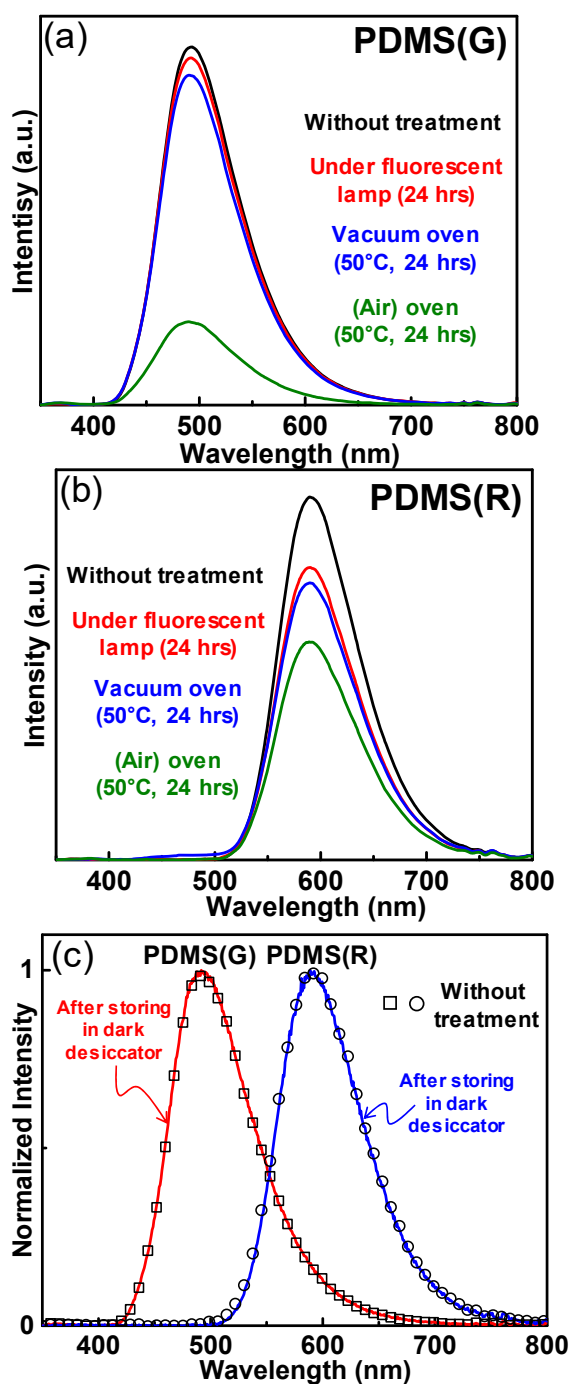 (a)
PDMS(G)
Without treatment
Under fluorescent
lamp (24 hrs)
Vacuum oven
(50°C, 24 hrs)
(Air) oven
(50°C, 24 hrs)
Intentisy (a.u.)
400 500 600 700 800
Wavelength (nm)
(b)
PDMS(R)
Without treatment
Under fluorescent
lamp (24 hrs)
Vacuum oven
(50°C, 24 hrs)
(Air) oven
(50°C, 24 hrs)
Intensity (a.u.)
400 500 600 700 800
Wavelength (nm)
(c)
PDMS(G) PDMS(R)
1
After storing
in dark
desiccator
Without
treatment
After storing
in dark
desiccator
Normalized Intensity
0
400 500 600 700 800
Wavelength (nm)